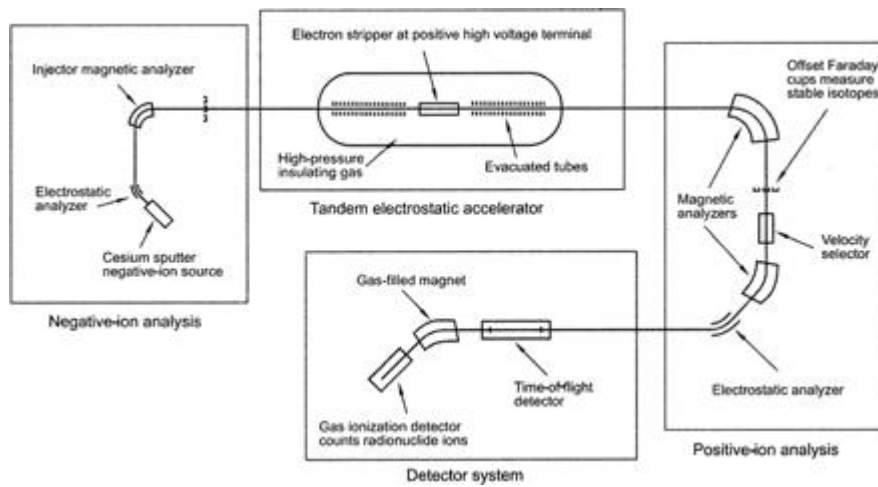 Injector magnetic analyzer
Electrostatic
analyzer
Cesium sputter
negative-ion source
Negative-ion analysis
Electron stripper at positive high voltage terminal
High-pressure
insulating gas
Evacuated tubes
Tandem electrostatic accelerator
Offset Faraday
cups measure
stable isotopes
Magnetic
analyzers
Velocity
selector
Electrostatic analyzer
Positive-ion analysis
Gas-filled magnet
Time-of-flight
detector
Gas ionization detector
counts radionuclide ions
Detector system